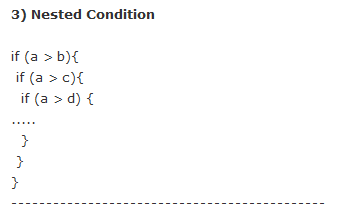 3) Nested Condition
if (a > b){
if (a > c){
if (a > d) {
.....
}
}
}
---------------------------------------------